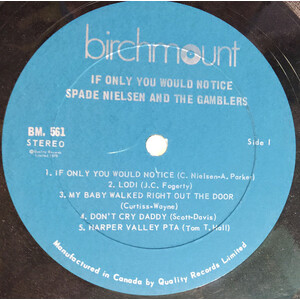 birchmount
IF ONLY YOU WOULD NOTICE
SPADE NIELSEN AND THE GAMBLERS
BM. 561
STEREO
Side 1
1. IF ONLY YOU WOULD NOTICE (C. Nielsen-A. Parker)
2. LODI (J.C. Fogerty)
3. MY BABY WALKED RIGHT OUT THE DOOR
(Curtiss-Wayne)
4. DON'T CRY DADDY (Scott-Davis)
5. HARPER VALLEY PTA (Tom T. Hall)
Manufactured in Canada by Quality Records Limited